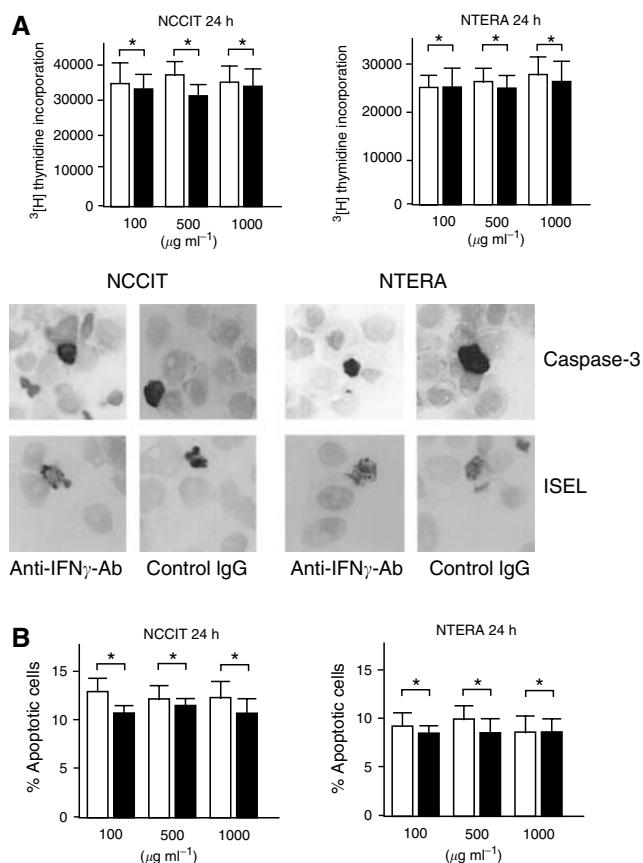 A
NCCIT 24 h
* * *
40000
30000
20000
10000
0
³[H] thymidine incorporation
100 500 1000
(μg ml⁻¹)
NTERA 24 h
* * *
30000
20000
10000
0
³[H] thymidine incorporation
100 500 1000
(μg ml⁻¹)
NCCIT NTERA
Caspase-3
ISEL
Anti-IFNγ-Ab Control IgG Anti-IFNγ-Ab Control IgG
B
NCCIT 24 h
* * *
15
10
5
0
% Apoptotic cells
100 500 1000
(μg ml⁻¹)
NTERA 24 h
* * *
15
10
5
0
% Apoptotic cells
100 500 1000
(μg ml⁻¹)